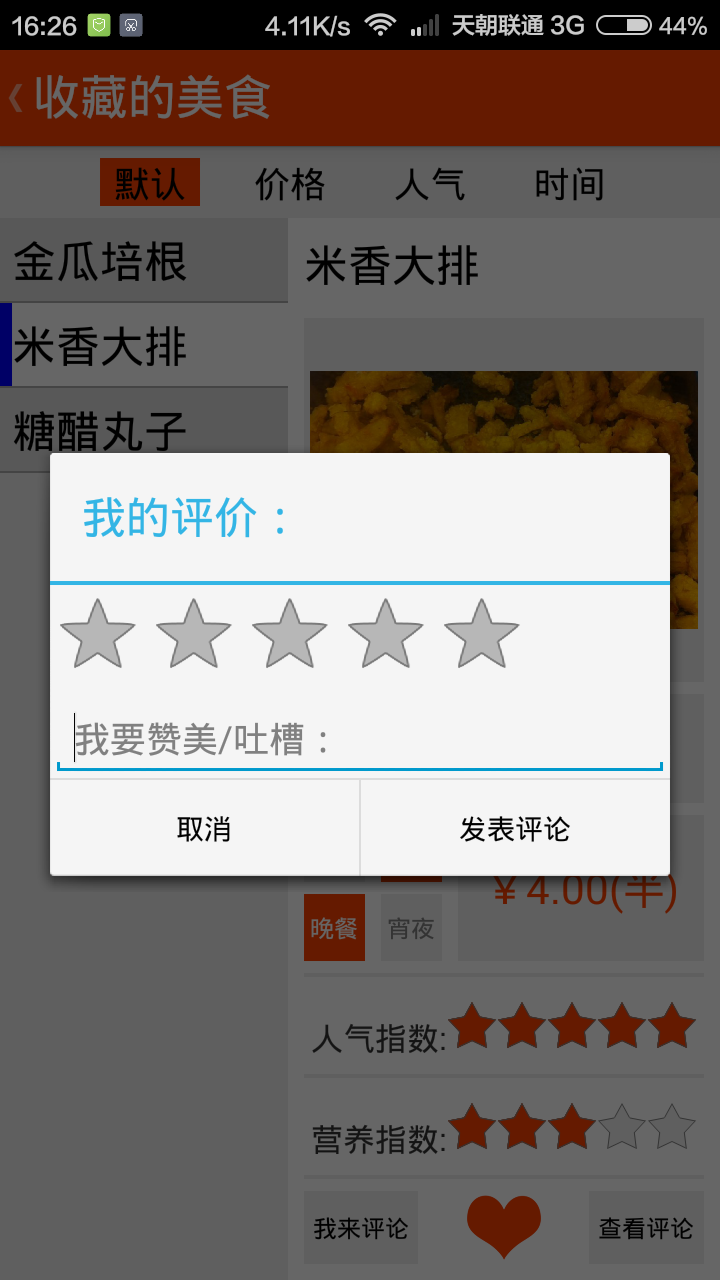 16:26 4.11K/s 天朝联通 3G 44%
收藏的美食
默认 价格 人气 时间
金瓜培根
米香大排
糖醋丸子
米香大排
我的评价：
我要赞美/吐槽：
取消 发表评论
¥ 4.00(半)
晚餐 宵夜
人气指数:
营养指数:
我来评论 查看评论